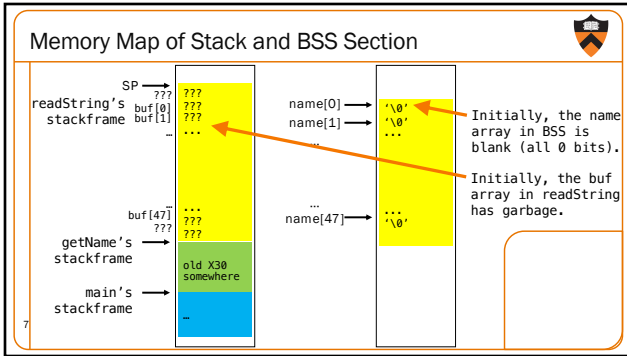 Memory Map of Stack and BSS Section
SP
???
readString's
stackframe
buf[0]
buf[1]
…
…
buf[47]
???
getName's
stackframe
main's
stackframe
???
???
???
...
...
???
???
old X30
somewhere
…
name[0]
name[1]
…
…
name[47]
‘\0’
‘\0’
...
...
‘\0’
Initially, the name
array in BSS is
blank (all 0 bits).
Initially, the buf
array in readString
has garbage.
7